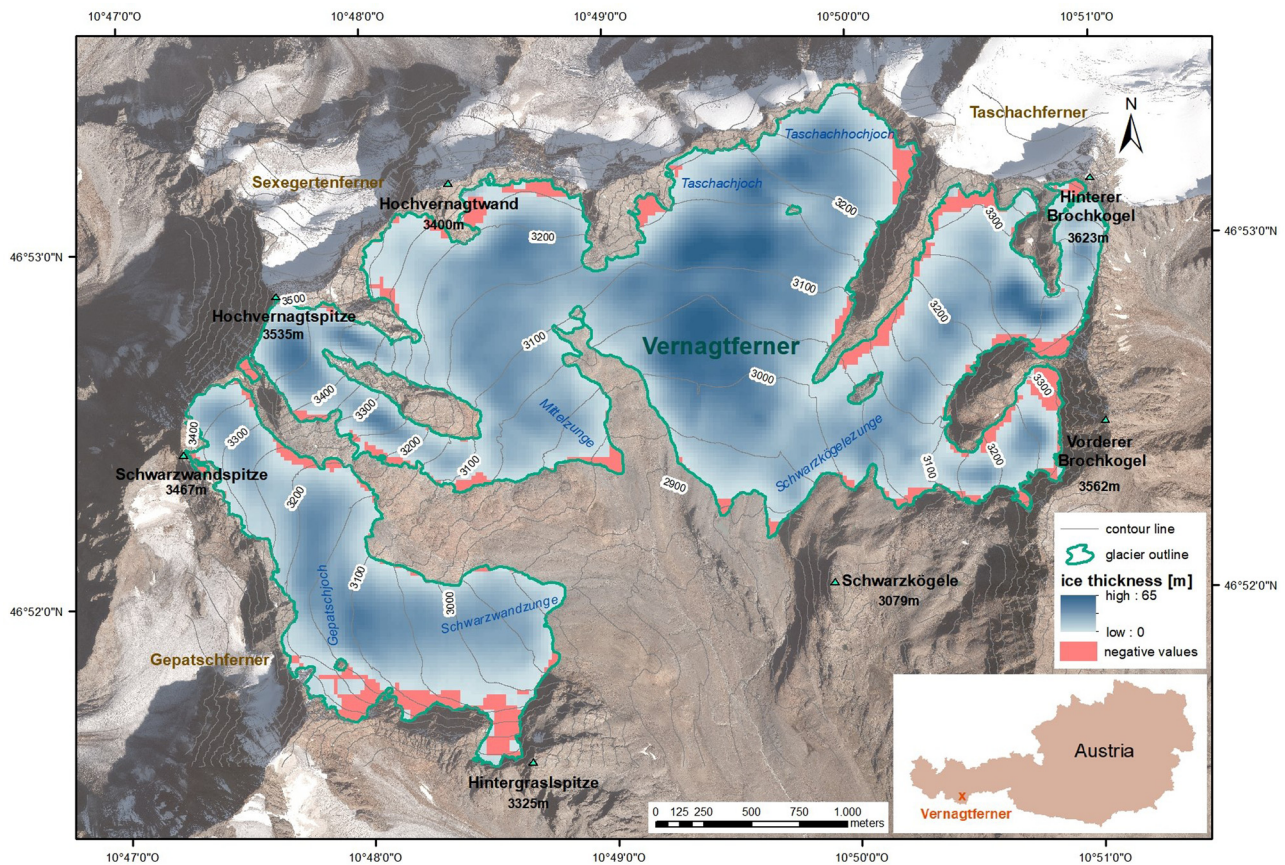 10°47'0"O
10°48'0"O
10°49'0"O
10°50'0"O
10°51'0"O
Taschachferner
N
Taschachhochjoch
Sexegertenferner
Taschachjoch
Hochvernagtwand
3400m
Hinterer
Brochkogel
3623m
3200
3300
3200
46°53'0"N
46°53'0"N
3100
3500
Hochvernagtspitze
3535m
3200
3100
Vernagtferner
3000
3400
3300
3300
Mittelzunge
3400
3300
3200
Schwarzkögelezunge
3200
Vorderer
Brochkogel
3562m
3100
3100
Schwarzwandspitze
3467m
2900
3200
contour line
glacier outline
ice thickness [m]
high : 65
low : 0
negative values
3100
Schwarzkögele
3079m
46°52'0"N
46°52'0"N
3000
Schwarzwandzunge
Gepatschjoch
Gepatschferner
Austria
Vernagtferner
Hintergraslspitze
3325m
0 125 250 500 750 1.000
meters
10°47'0"O
10°48'0"O
10°49'0"O
10°50'0"O
10°51'0"O